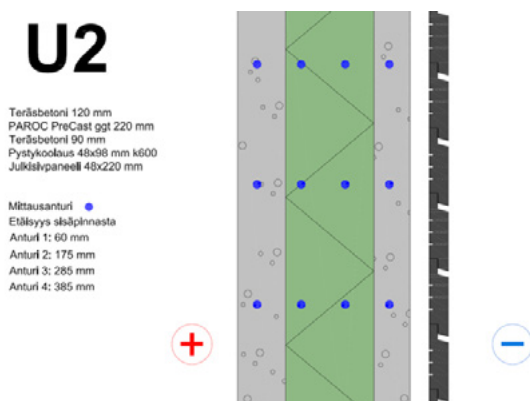 U2
Teräsbetoni 120 mm
PAROC PreCast ggt 220 mm
Teräsbetoni 90 mm
Pystykoolaus 48x98 mm k600
Julkisivpaneeli 48x220 mm
Mittausanturi
Etäisyys sisäpinnasta
Anturi 1: 60 mm
Anturi 2: 175 mm
Anturi 3: 285 mm
Anturi 4: 385 mm